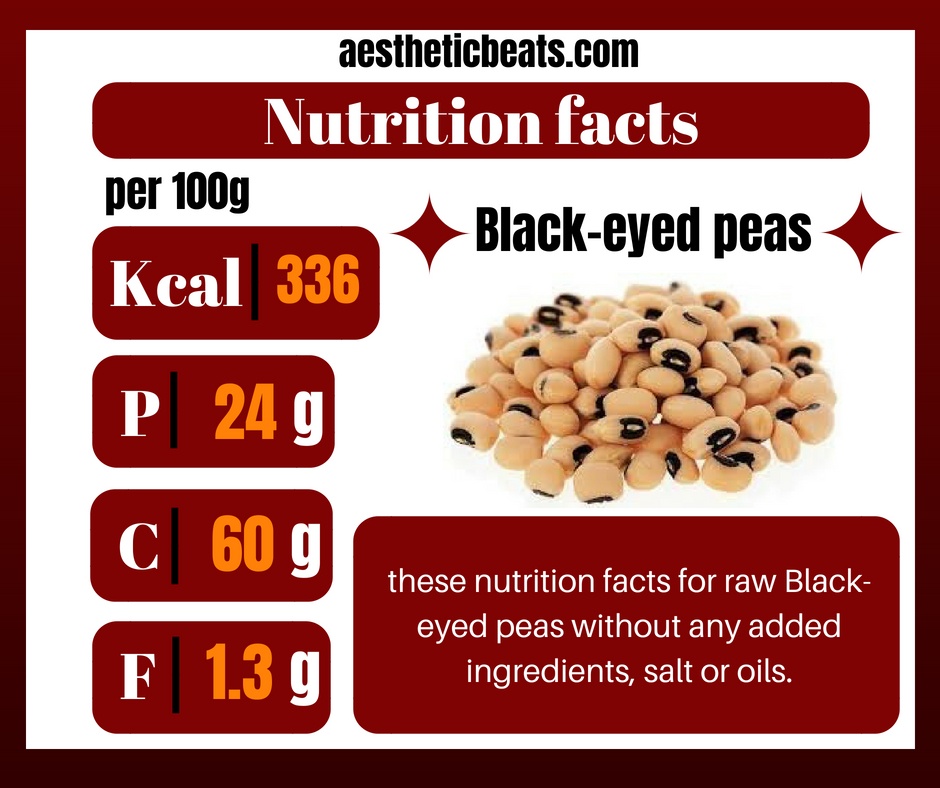 aestheticbeats.com
Nutrition facts
per 100g
Black-eyed peas
Kcal 336
P 24 g
C 60 g
F 1.3 g
these nutrition facts for raw Black-
eyed peas without any added
ingredients, salt or oils.